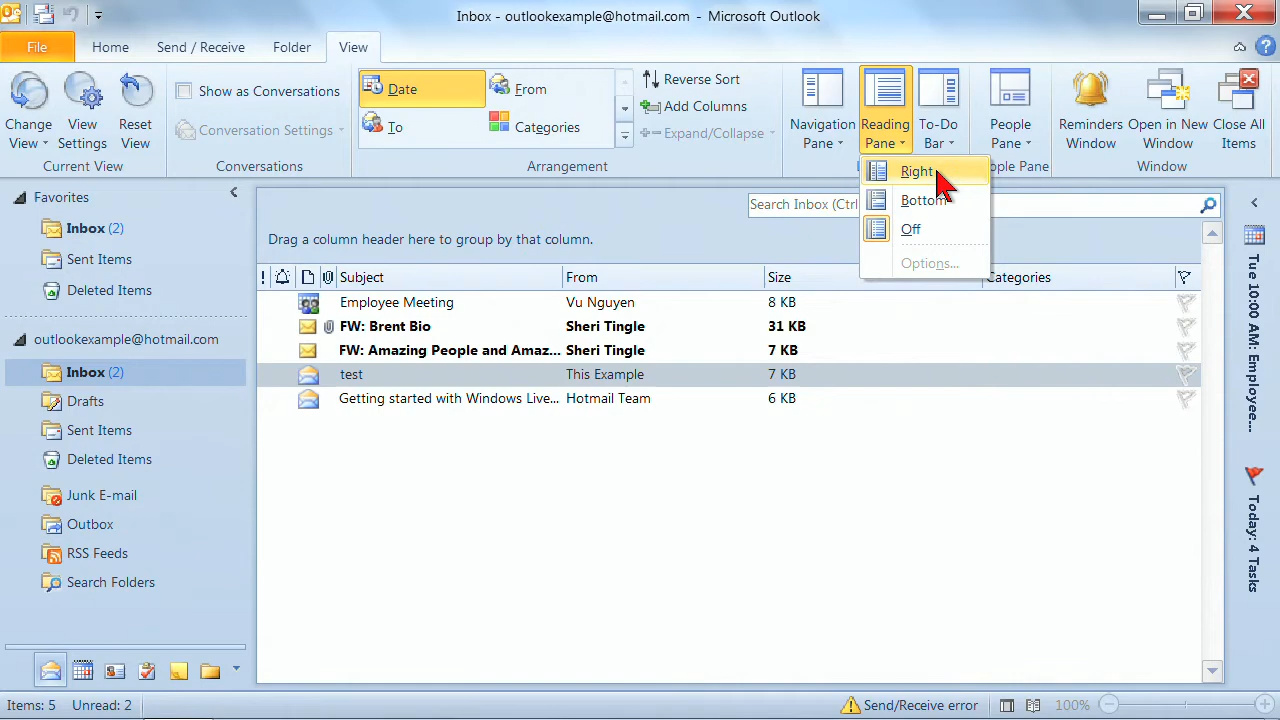 Inbox - outlookexample@hotmail.com - Microsoft Outlook
File Home Send / Receive Folder View
Change View
View Settings
Reset View
Current View
Show as Conversations
Conversation Settings
Conversations
Date
From
To
Categories
Reverse Sort
Add Columns
Expand/Collapse
Arrangement
Navigation Pane
Reading Pane
To-Do Bar
People Pane
ople Pane
Reminders Window
Open in New Window
Close All Items
Window
Right
Bottom
Off
Options...
Favorites
Inbox (2)
Sent Items
Deleted Items
outlookexample@hotmail.com
Inbox (2)
Drafts
Sent Items
Deleted Items
Junk E-mail
Outbox
RSS Feeds
Search Folders
Search Inbox (Ctrl
Drag a column header here to group by that column.
Subject From Size Categories
Employee Meeting Vu Nguyen 8 KB
FW: Brent Bio Sheri Tingle 31 KB
FW: Amazing People and Amaz... Sheri Tingle 7 KB
test This Example 7 KB
Getting started with Windows Live... Hotmail Team 6 KB
Tue 10:00 AM: Employee...
Today: 4 Tasks
Items: 5 Unread: 2 Send/Receive error 100%